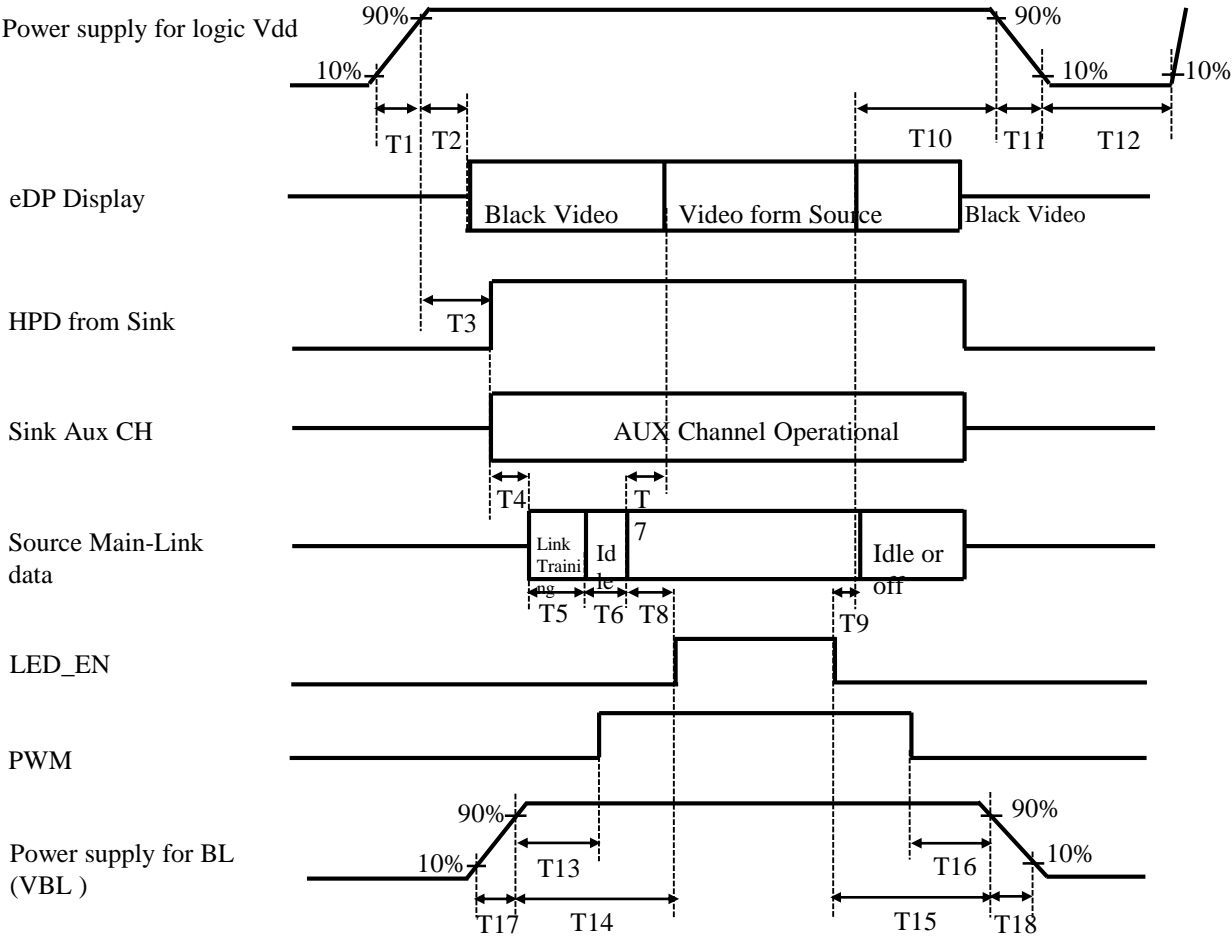 90%
90%
Power supply for logic Vdd
10%
10%
10%
T1
T2
T10
T11
T12
eDP Display
Black Video
Video form Source
Black Video
T3
HPD from Sink
Sink Aux CH
AUX Channel Operational
T4
T
7
Source Main-Link
data
Link
Traini
ng
Id
le
Idle or
off
T5
T6
T8
T9
LED_EN
PWM
90%
90%
Power supply for BL
(VBL )
10%
10%
T13
T16
T17
T14
T15
T18